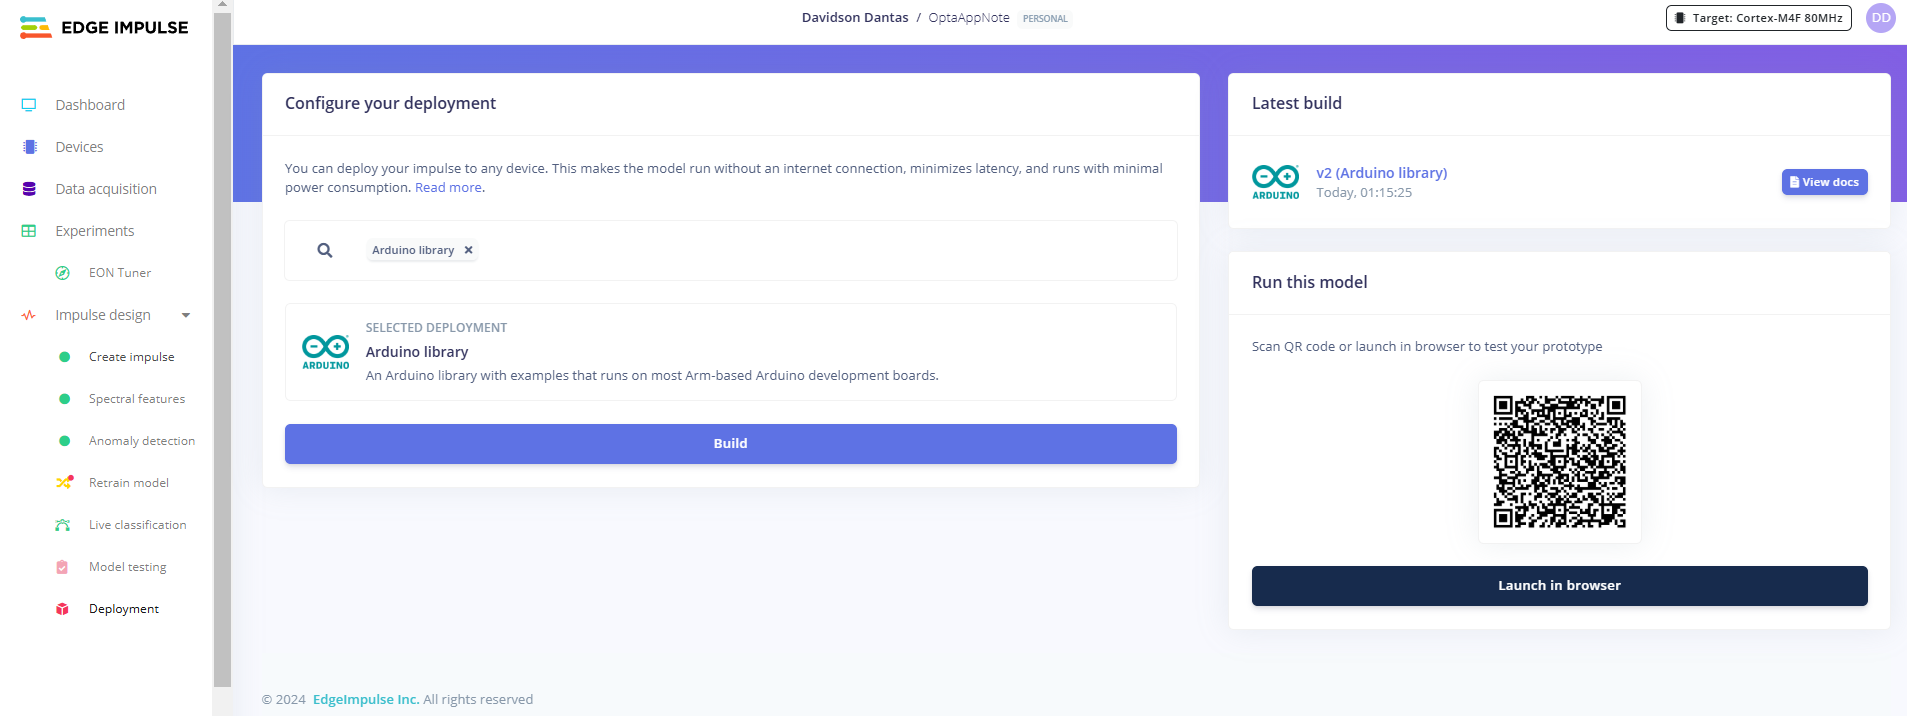 EDGE IMPULSE
Dashboard
Devices
Data acquisition
Experiments
EON Tuner
Impulse design
Create impulse
Spectral features
Anomaly detection
Retrain model
Live classification
Model testing
Deployment
Davidson Dantas / OptaAppNote PERSONAL
Target: Cortex-M4F 80MHz
DD
Configure your deployment
You can deploy your impulse to any device. This makes the model run without an internet connection, minimizes latency, and runs with minimal
power consumption. Read more.
Arduino library ×
ARDUINO
SELECTED DEPLOYMENT
Arduino library
An Arduino library with examples that runs on most Arm-based Arduino development boards.
Build
Latest build
ARDUINO
v2 (Arduino library)
Today, 01:15:25
View docs
Run this model
Scan QR code or launch in browser to test your prototype
Launch in browser
© 2024 EdgeImpulse Inc. All rights reserved